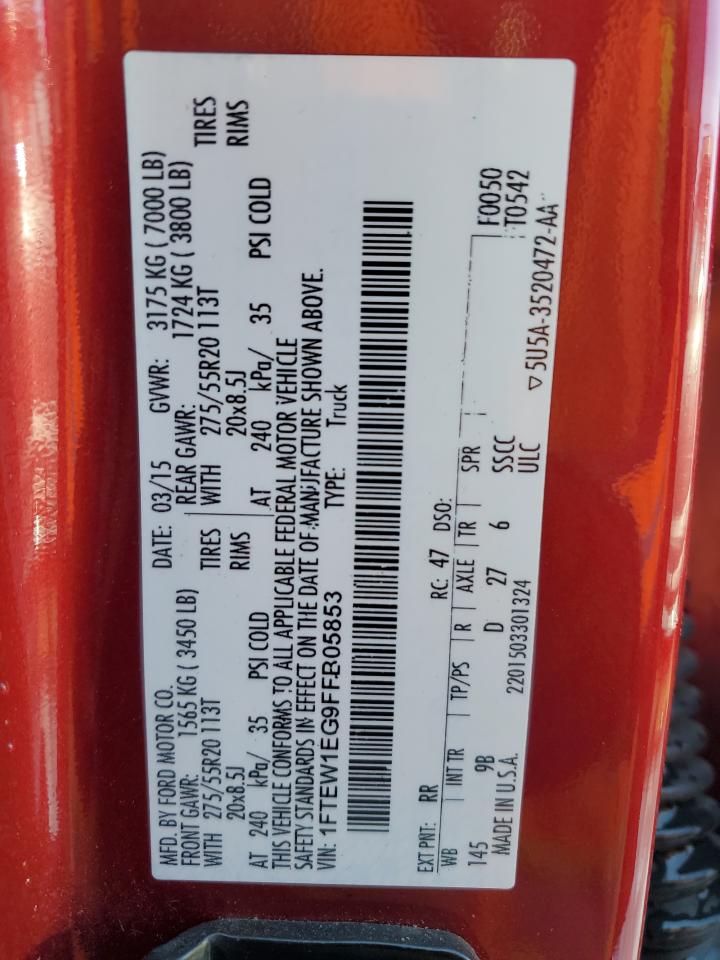 MFD. BY FORD MOTOR CO. DATE: 03/15 GVWR: 3175 KG ( 7000 LB)
FRONT GAWR: 1565 KG ( 3450 LB) REAR GAWR: 1724 KG ( 3800 LB)
WITH 275/55R20 113T TIRES WITH 275/55R20 113T TIRES
20x8.5J RIMS 20x8.5J RIMS
AT 240 kPa/ 35 PSI COLD AT 240 kPa/ 35 PSI COLD
THIS VEHICLE CONFORMS TO ALL APPLICABLE FEDERAL MOTOR VEHICLE
SAFETY STANDARDS IN EFFECT ON THE DATE OF MANUFACTURE SHOWN ABOVE.
VIN: 1FTEW1EG9FFB05853 TYPE: Truck
EXT PNT: RR RC: 47 DSO:
WB INT TR TP/PS R AXLE TR SPR F0050
145 9B D 27 6 SSCC T0542
MADE IN U.S.A. 2201503301324 ULC
▽5U5A-3520472-AA